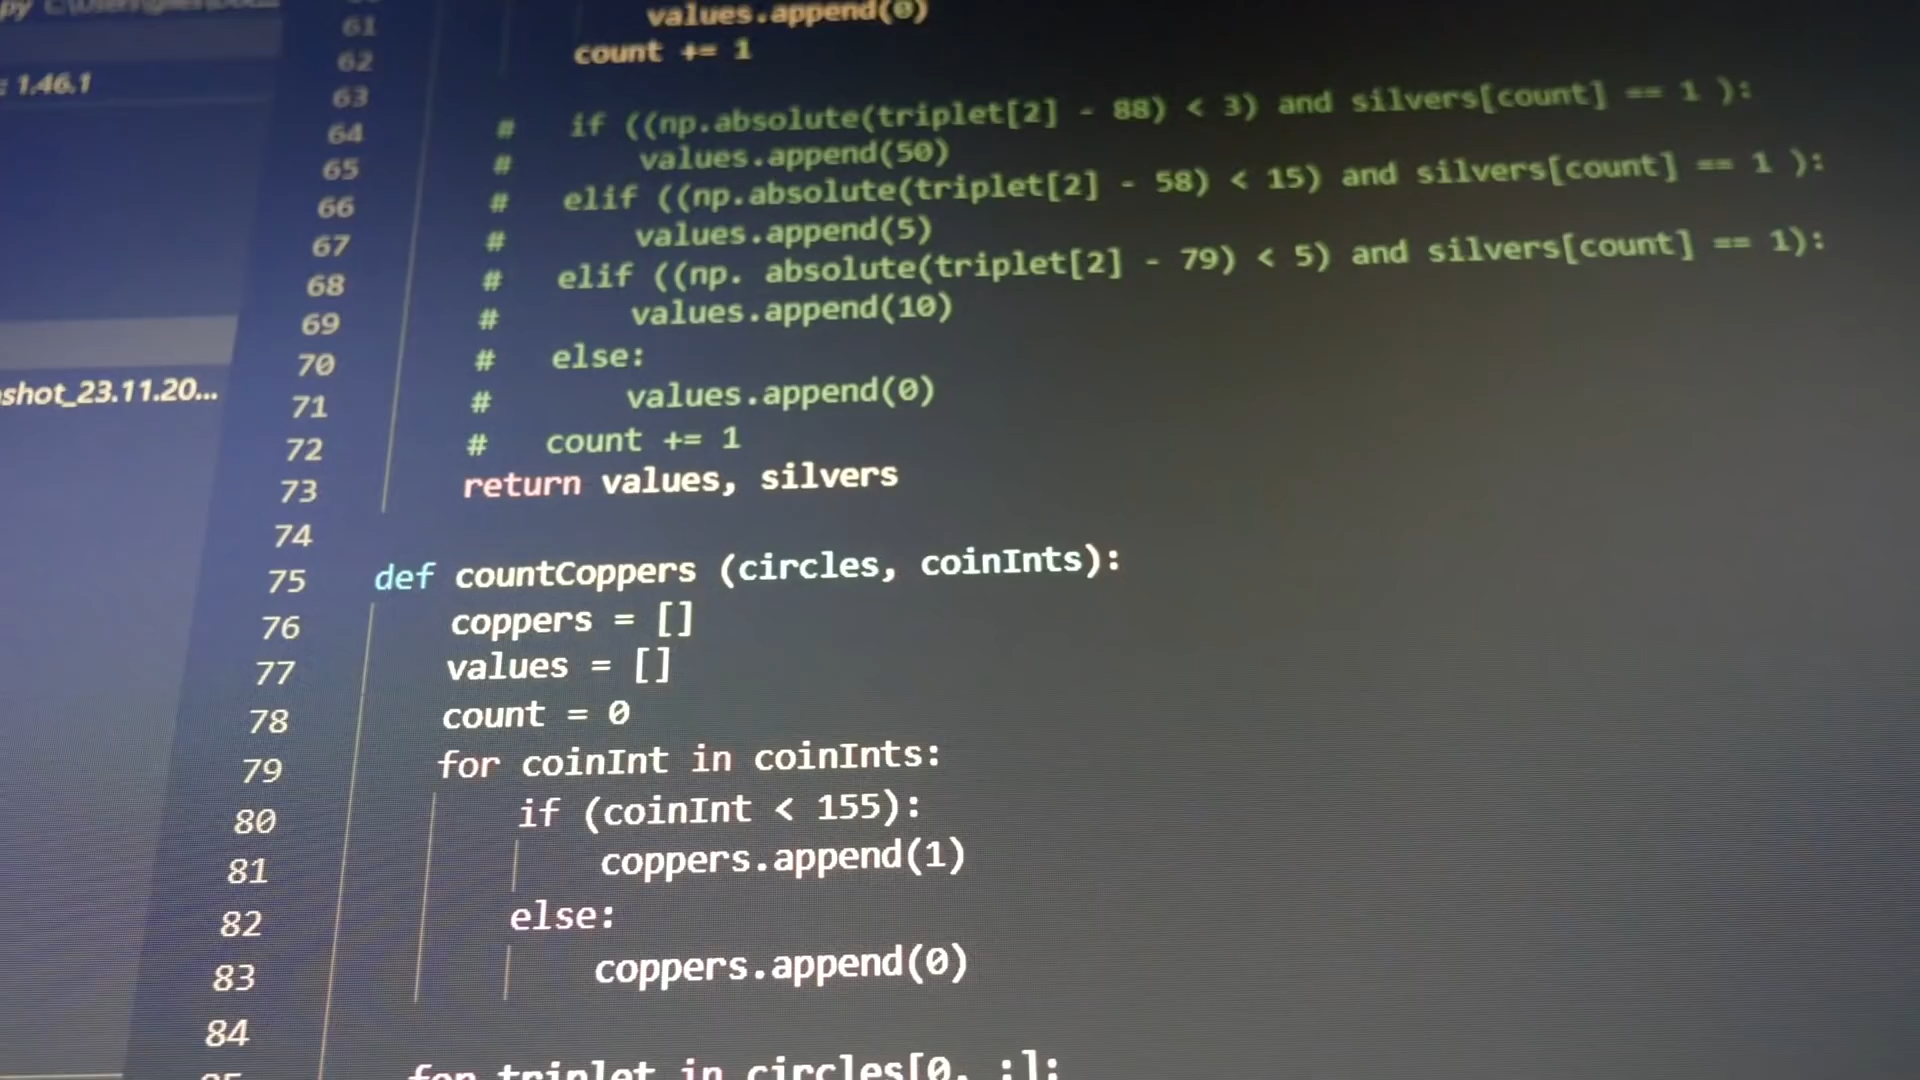 py
: 1.46.1
shot_23.11.20...
61 values.append(0)
62 count += 1
63
64 # if ((np.absolute(triplet[2] - 88) < 3) and silvers[count] == 1 ):
65 # values.append(50)
66 # elif ((np.absolute(triplet[2] - 58) < 15) and silvers[count] == 1 ):
67 # values.append(5)
68 # elif ((np. absolute(triplet[2] - 79) < 5) and silvers[count] == 1):
69 # values.append(10)
70 # else:
71 # values.append(0)
72 # count += 1
73 return values, silvers
74
75 def countCoppers (circles, coinInts):
76 coppers = []
77 values = []
78 count = 0
79 for coinInt in coinInts:
80 if (coinInt < 155):
81 coppers.append(1)
82 else:
83 coppers.append(0)
84
for triplet in circles[0, :]: